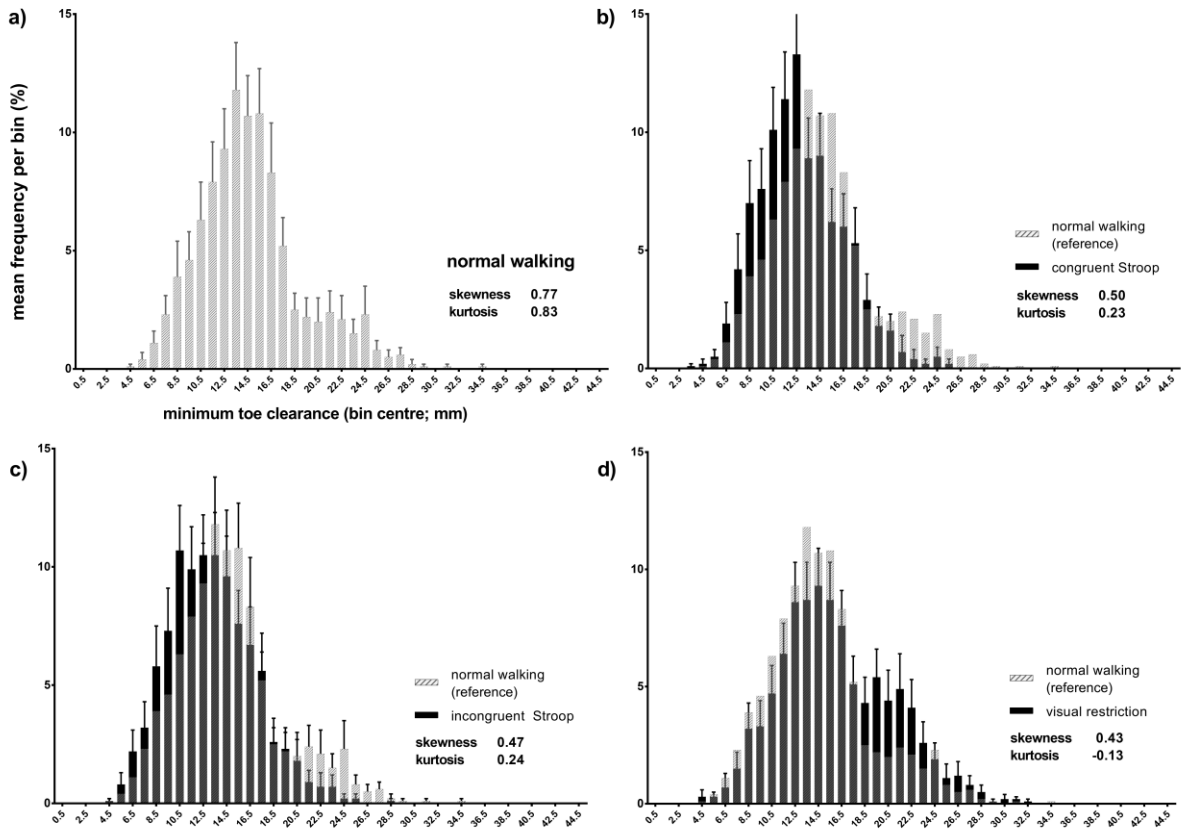 a)
mean frequency per bin (%)
15
10
5
0
0.5 2.5 4.5 6.5 8.5 10.5 12.5 14.5 16.5 18.5 20.5 22.5 24.5 26.5 28.5 30.5 32.5 34.5 36.5 38.5 40.5 42.5 44.5
minimum toe clearance (bin centre; mm)
normal walking
skewness 0.77
kurtosis 0.83
b)
15
10
5
0
0.5 2.5 4.5 6.5 8.5 10.5 12.5 14.5 16.5 18.5 20.5 22.5 24.5 26.5 28.5 30.5 32.5 34.5 36.5 38.5 40.5 42.5 44.5
normal walking
(reference)
congruent Stroop
skewness 0.50
kurtosis 0.23
c)
15
10
5
0
0.5 2.5 4.5 6.5 8.5 10.5 12.5 14.5 16.5 18.5 20.5 22.5 24.5 26.5 28.5 30.5 32.5 34.5 36.5 38.5 40.5 42.5 44.5
normal walking
(reference)
incongruent Stroop
skewness 0.47
kurtosis 0.24
d)
15
10
5
0
0.5 2.5 4.5 6.5 8.5 10.5 12.5 14.5 16.5 18.5 20.5 22.5 24.5 26.5 28.5 30.5 32.5 34.5 36.5 38.5 40.5 42.5 44.5
normal walking
(reference)
visual restriction
skewness 0.43
kurtosis -0.13